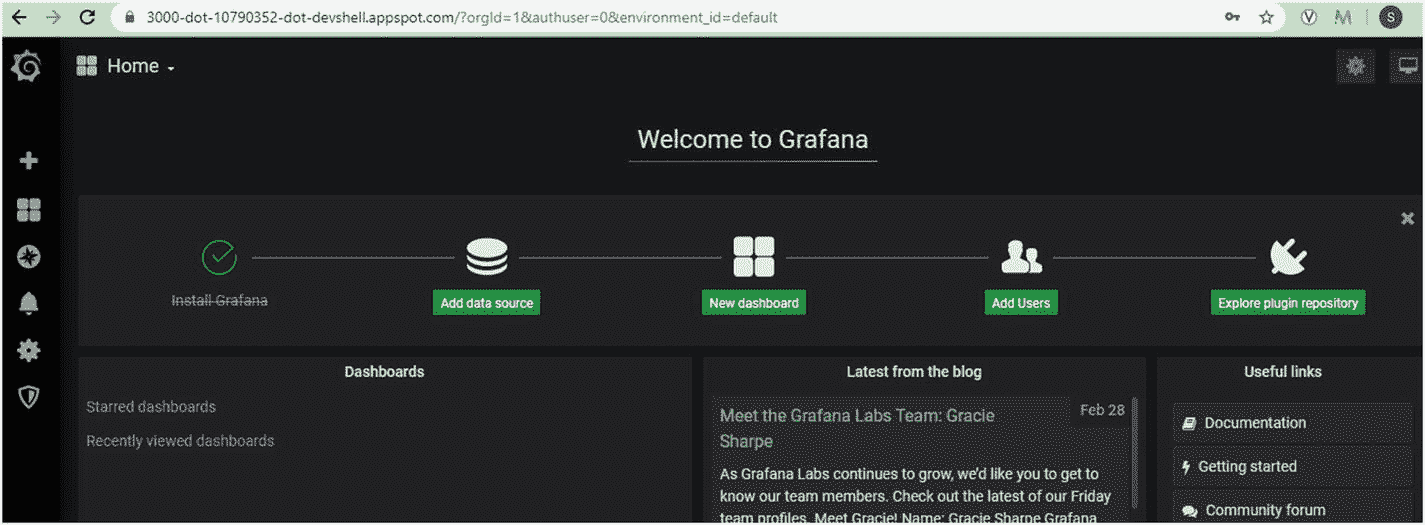 3000-dot-10790352-dot-devshell.appspot.com/?orgId=1&authuser=0&environment_id=default
S
Home
Welcome to Grafana
Install Grafana
Add data source
New dashboard
Add Users
Explore plugin repository
Dashboards
Starred dashboards
Recently viewed dashboards
Latest from the blog
Meet the Grafana Labs Team: Gracie
Sharpe
Feb 28
As Grafana Labs continues to grow, we'd like you to get to
know our team members. Check out the latest of our Friday
team profiles. Meet Gracie! Name: Gracie Sharpe Grafana
Useful links
Documentation
Getting started
Community forum